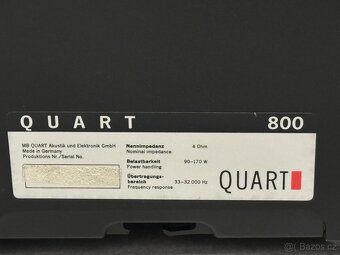 QUART 800
MB QUART Akustik und Elektronik GmbH
Made in Germany
Produktions Nr./Serial No.
Nennimpedanz 4 Ohm
Nominal impedance
Belastbarkeit 90-170 W
Power handling
Übertragungs-
bereich 33-32 000 Hz
Frequency response
QUART
Bazos.cz